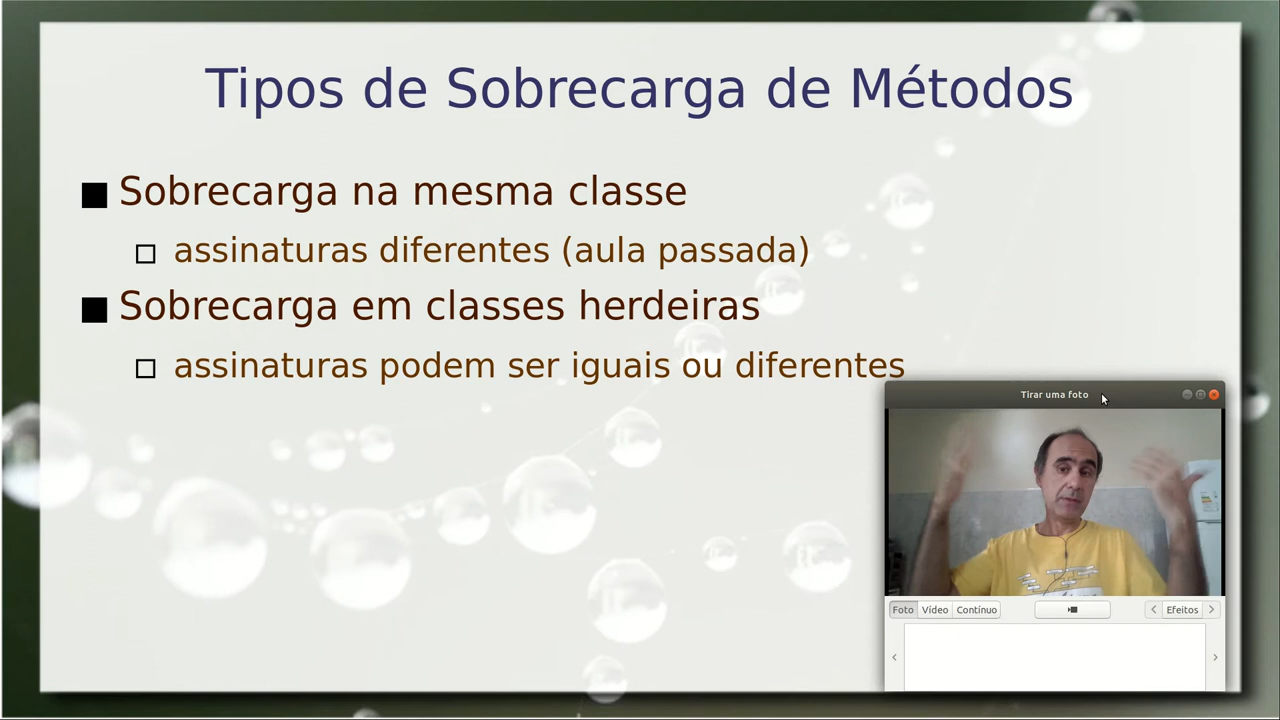 Tipos de Sobrecarga de Métodos
Sobrecarga na mesma classe
assinaturas diferentes (aula passada)
Sobrecarga em classes herdeiras
assinaturas podem ser iguais ou diferentes
Tirar uma foto
Foto Vídeo Contínuo Efeitos